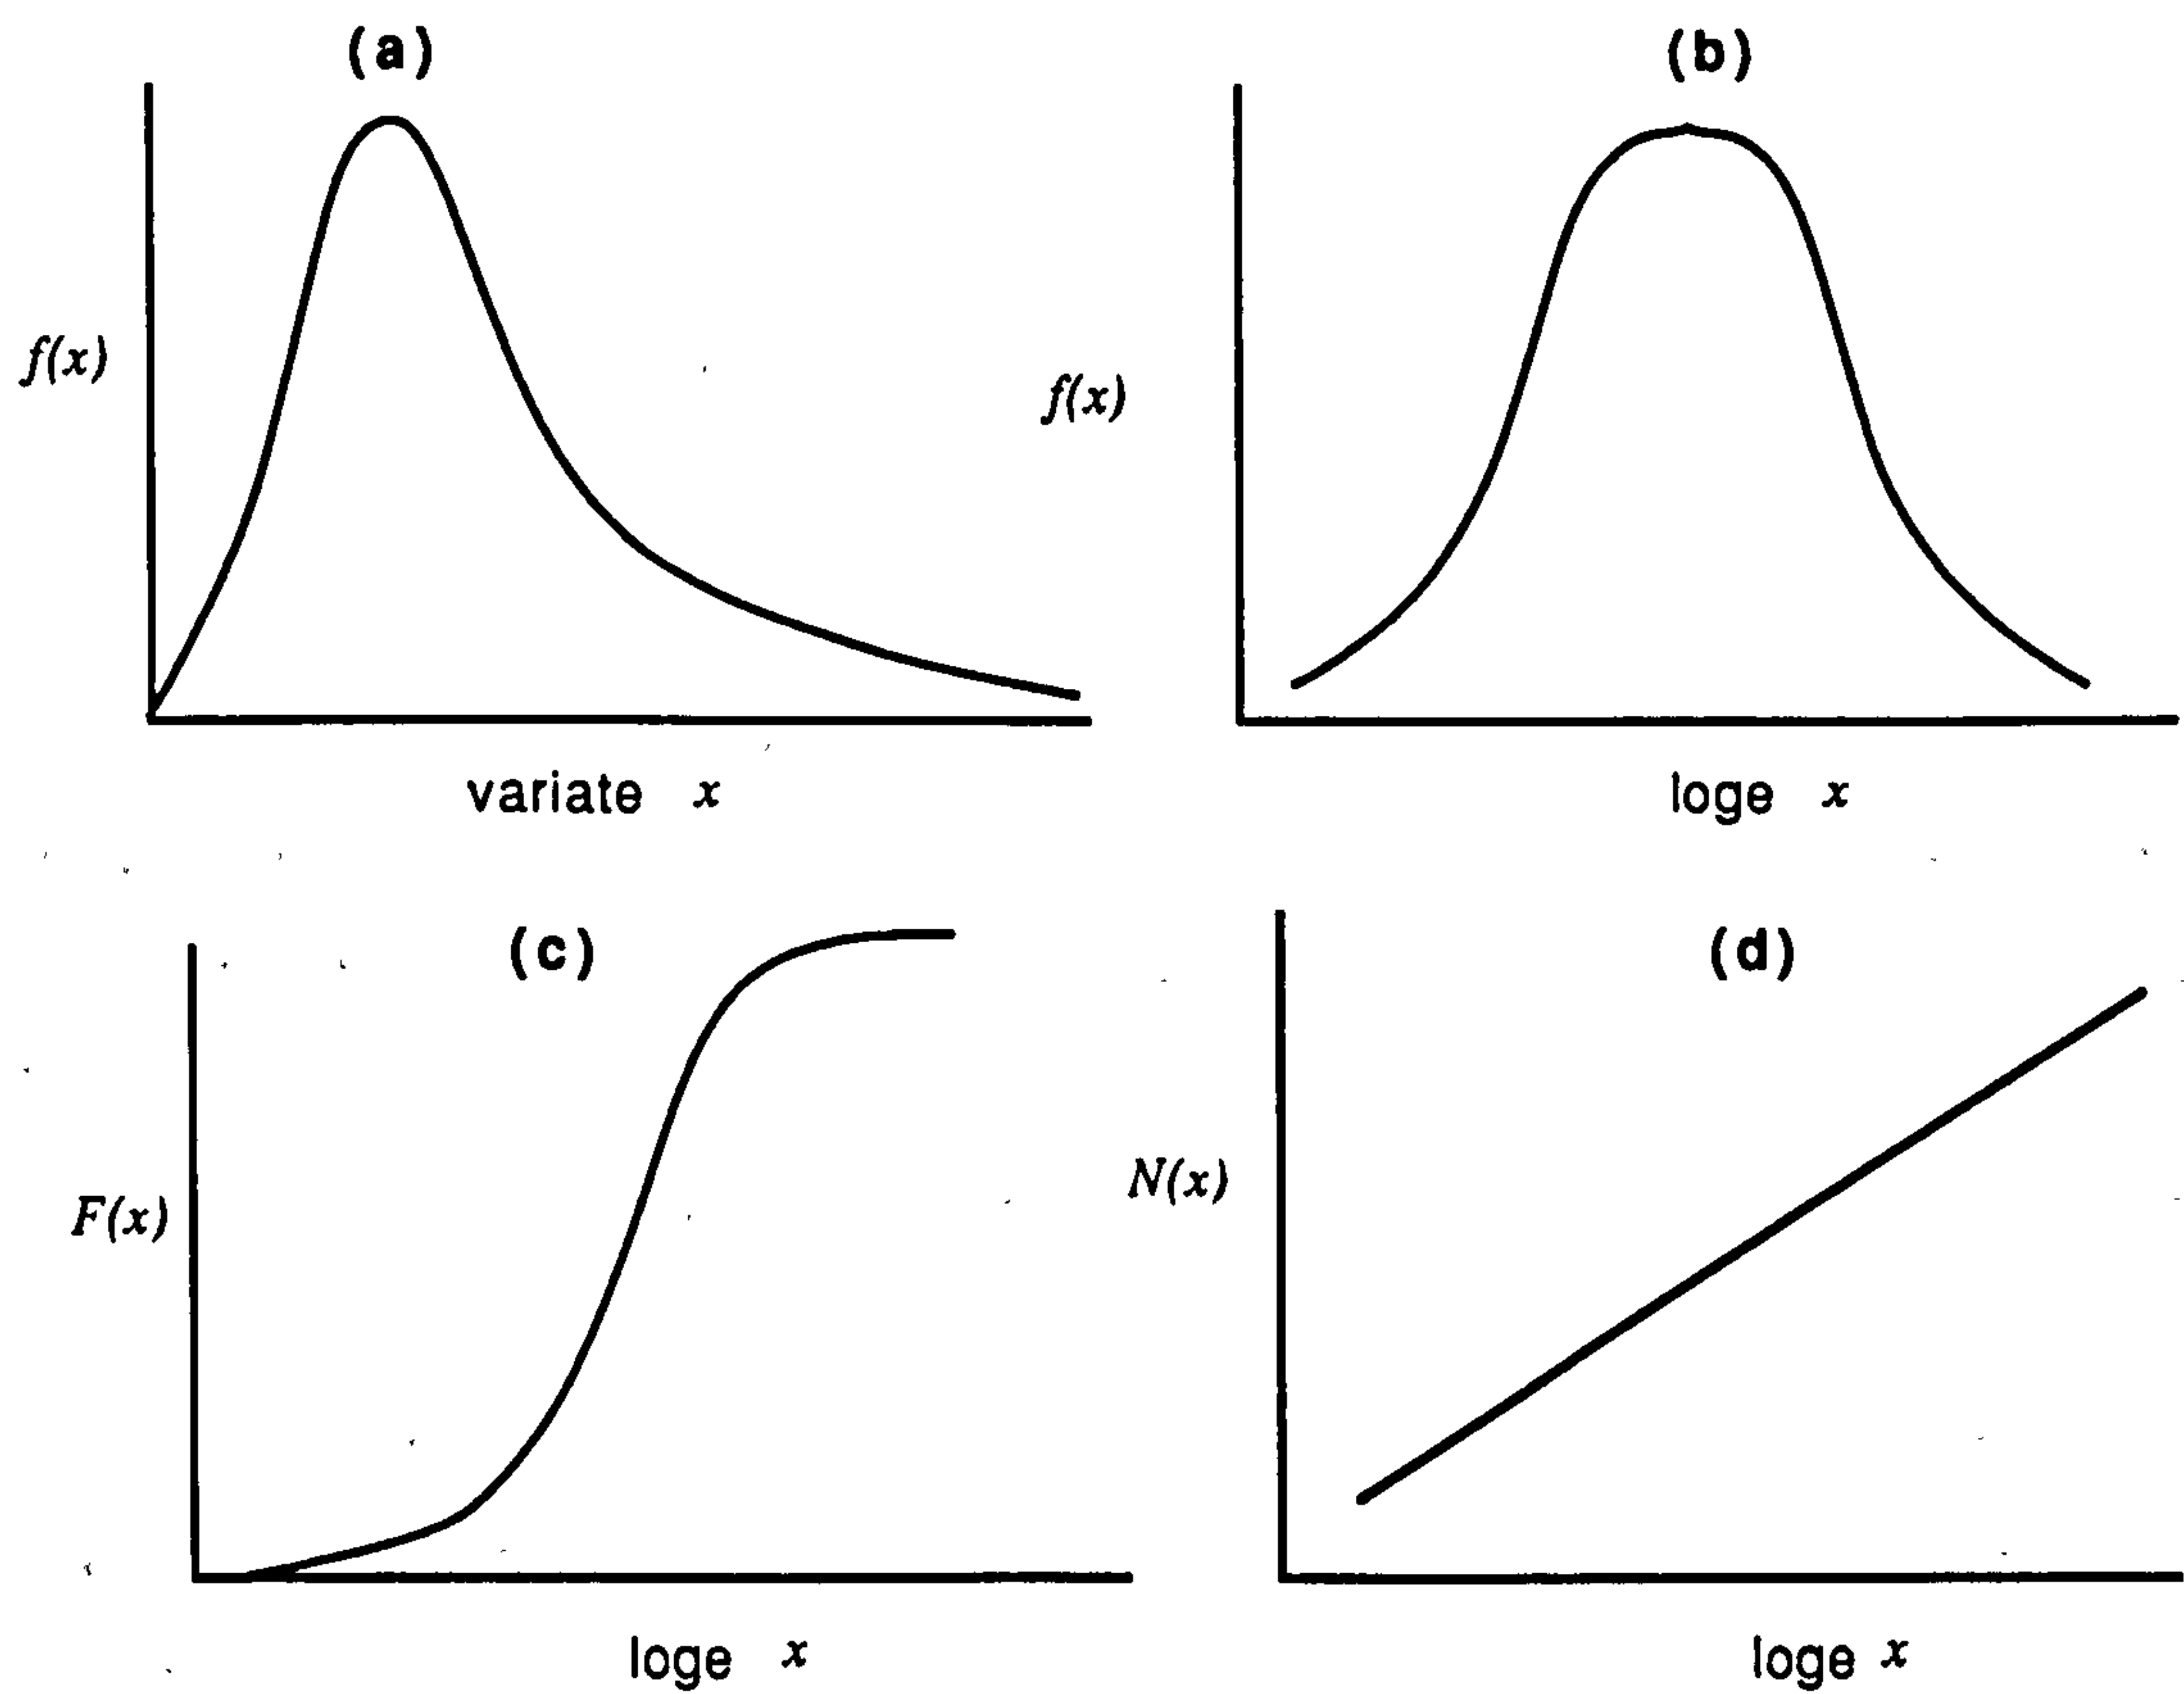 (a)
f(x)
variate x
(b)
f(x)
loge x
(c)
F(x)
loge x
(d)
N(x)
loge x